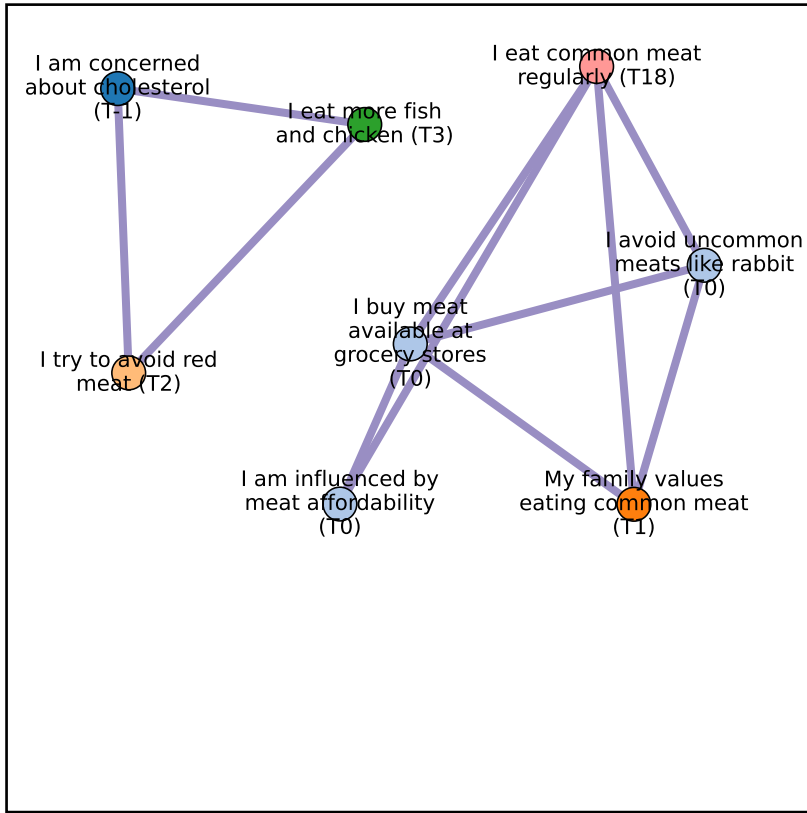 I am concerned
about cholesterol
(T-1)
I eat more fish
and chicken (T3)
I eat common meat
regularly (T18)
I avoid uncommon
meats like rabbit
(T0)
I buy meat
available at
grocery stores
(T0)
I try to avoid red
meat (T2)
I am influenced by
meat affordability
(T0)
My family values
eating common meat
(T1)